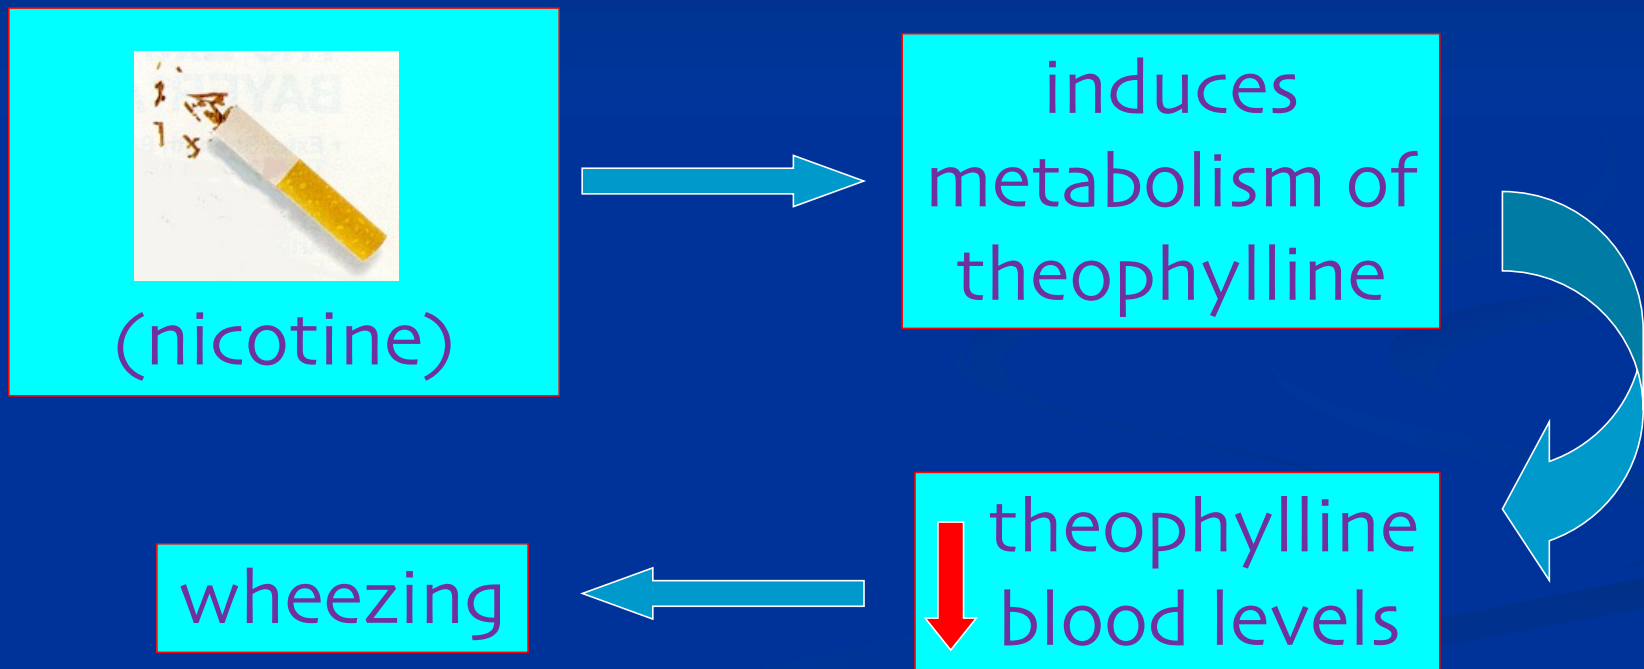 (nicotine)
induces
metabolism of
theophylline
theophylline
blood levels
wheezing